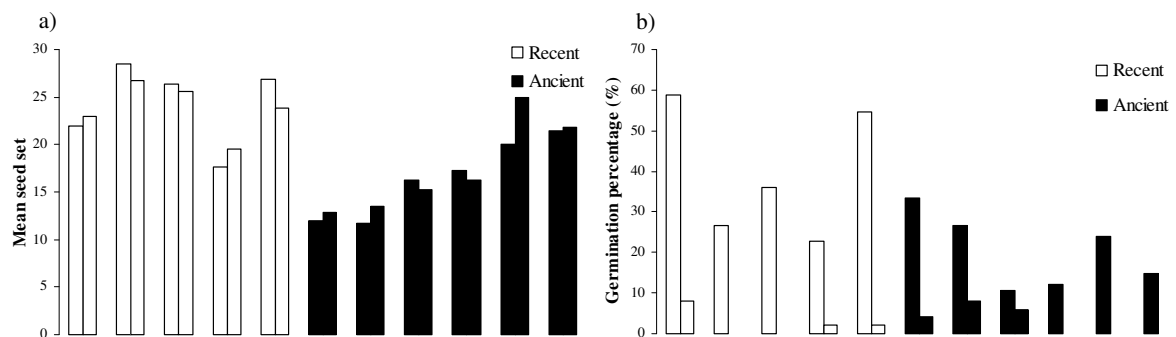 a)
Mean seed set
30
25
20
15
10
5
0
Recent
Ancient
b)
Germination percentage (%)
70
60
50
40
30
20
10
0
Recent
Ancient